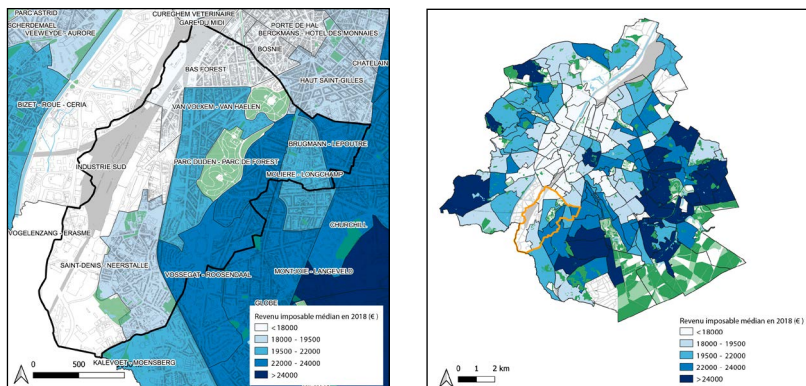 PARC ASTRID
SCHERDEMAEL
VEEWEYDE - AURORE
CUREGHEM VETERINAIRE
GARE DU MIDI
PORTE DE HAL
BERCKMANS - HOTEL DES MONNAIES
BOSNIE
CHATELAIN
BAS FOREST
HAUT SAINT-GILLES
BIZET - ROUE - CERIA
VAN VOLXEM - VAN HAELEN
BRUGMANN - LEPOUTRE
INDUSTRIE SUD
PARC DUDEN - PARC DE FOREST
MOLIERE - LONGCHAMP
VOGELENZANG - ERASME
CHURCHILL
SAINT-DENIS - NEERSTALLE
VOSSEGAT - ROOSENDAAL
MONTJOIE - LANGEVELD
GLOBE
KALEVOET - MOENSBERG
0 500
Revenu imposable médian en 2018 (€)
<18000
18000 - 19500
19500 - 22000
22000 - 24000
>24000
0 1 2 km
Revenu imposable médian en 2018 (€)
<18000
18000 - 19500
19500 - 22000
22000 - 24000
>24000